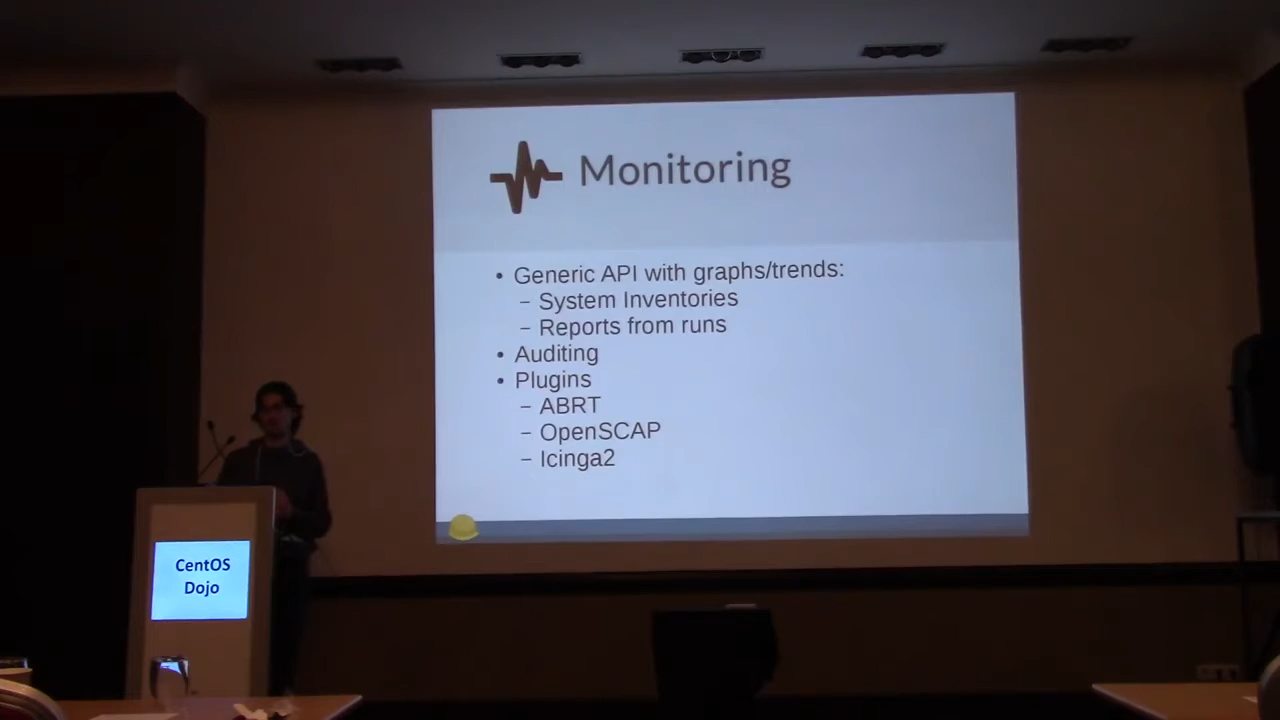 Monitoring
• Generic API with graphs/trends:
– System Inventories
– Reports from runs
• Auditing
• Plugins
– ABRT
– OpenSCAP
– Icinga2
CentOS
Dojo